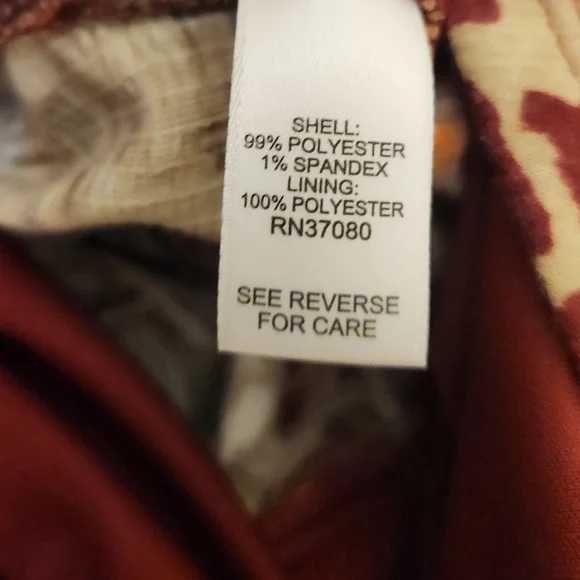 SHELL:
99% POLYESTER
1% SPANDEX
LINING:
100% POLYESTER
RN37080
SEE REVERSE
FOR CARE